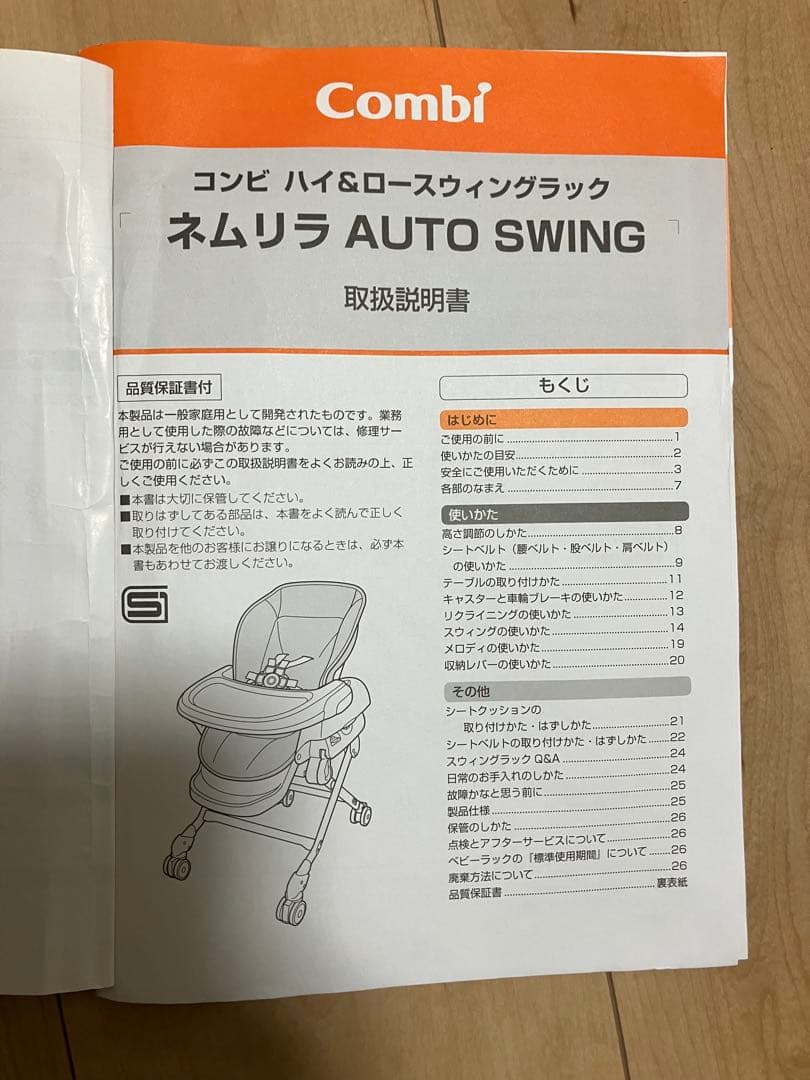 Combi
コンビ ハイ&ロースウィングラック
ネムリラ AUTO SWING
取扱説明書
品質保証書付
本製品は一般家庭用として開発されたものです。業務
用として使用した際の故障などについては、修理サー
ビスが行えない場合があります。
ご使用の前に必ずこの取扱説明書をよくお読みの上、正
しくご使用ください。
■本書は大切に保管してください。
■取りはずしてある部品は、本書をよく読んで正しく
取り付けてください。
■本製品を他のお客様にお譲りになるときは、必ず本
書もあわせてお渡しください。
もくじ
はじめに
ご使用の前に......1
使いかたの目安......2
安全にご使用いただくために......3
各部のなまえ......7
使いかた
高さ調節のしかた......8
シートベルト(腰ベルト・股ベルト・肩ベルト)
の使いかた......9
テーブルの取り付けかた......11
キャスターと車輪ブレーキの使いかた......12
リクライニングの使いかた......13
スウィングの使いかた......14
メロディの使いかた......19
収納レバーの使いかた......20
その他
シートクッションの
取り付けかた・はずしかた......21
シートベルトの取り付けかた・はずしかた......22
スウィングラック Q&A......24
日常のお手入れのしかた......24
故障かなと思う前に......25
製品仕様......25
保管のしかた......26
点検とアフターサービスについて......26
ベビーラックの『標準使用期間』について......26
廃棄方法について......26
品質保証書......裏表紙